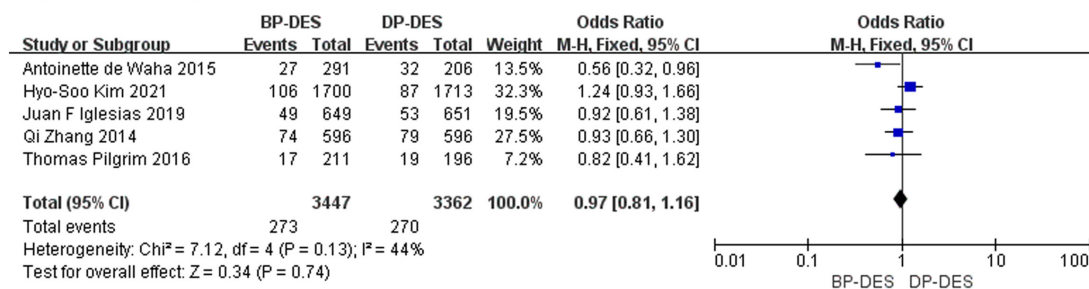 BP-DES DP-DES Odds Ratio Odds Ratio
Study or Subgroup Events Total Events Total Weight M-H, Fixed, 95% CI M-H, Fixed, 95% CI
Antoinette de Waha 2015 27 291 32 206 13.5% 0.56 [0.32, 0.96]
Hyo-Soo Kim 2021 106 1700 87 1713 32.3% 1.24 [0.93, 1.66]
Juan F Iglesias 2019 49 649 53 651 19.5% 0.92 [0.61, 1.38]
Qi Zhang 2014 74 596 79 596 27.5% 0.93 [0.66, 1.30]
Thomas Pilgrim 2016 17 211 19 196 7.2% 0.82 [0.41, 1.62]
Total (95% CI) 3447 3362 100.0% 0.97 [0.81, 1.16]
Total events 273 270
Heterogeneity: Chi² = 7.12, df = 4 (P = 0.13); I² = 44%
Test for overall effect: Z = 0.34 (P = 0.74)
0.01 0.1 1 10 100
BP-DES DP-DES